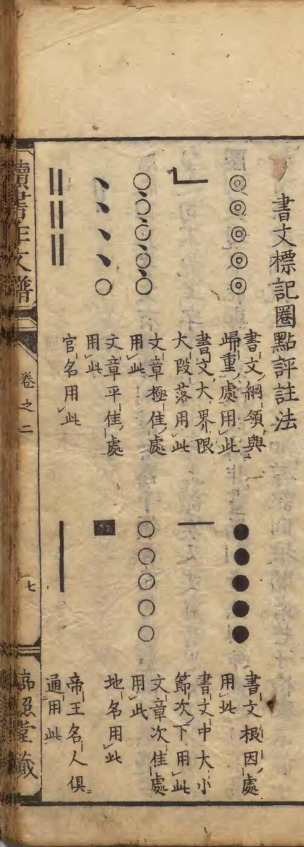 書文標記圈點評註法
◎◎◎◎◎
書文綱領與
歸重處用此
●●●●●
書文根因處
用此
書文大界限
大段落用此
書文中大小
節次下用此
文章極佳處
用此
○○○○○
文章次佳處
用此
文章平佳處
用此
地名用此
官名用此
帝王名人俱
通用此
讀書作文譜
卷之二
七